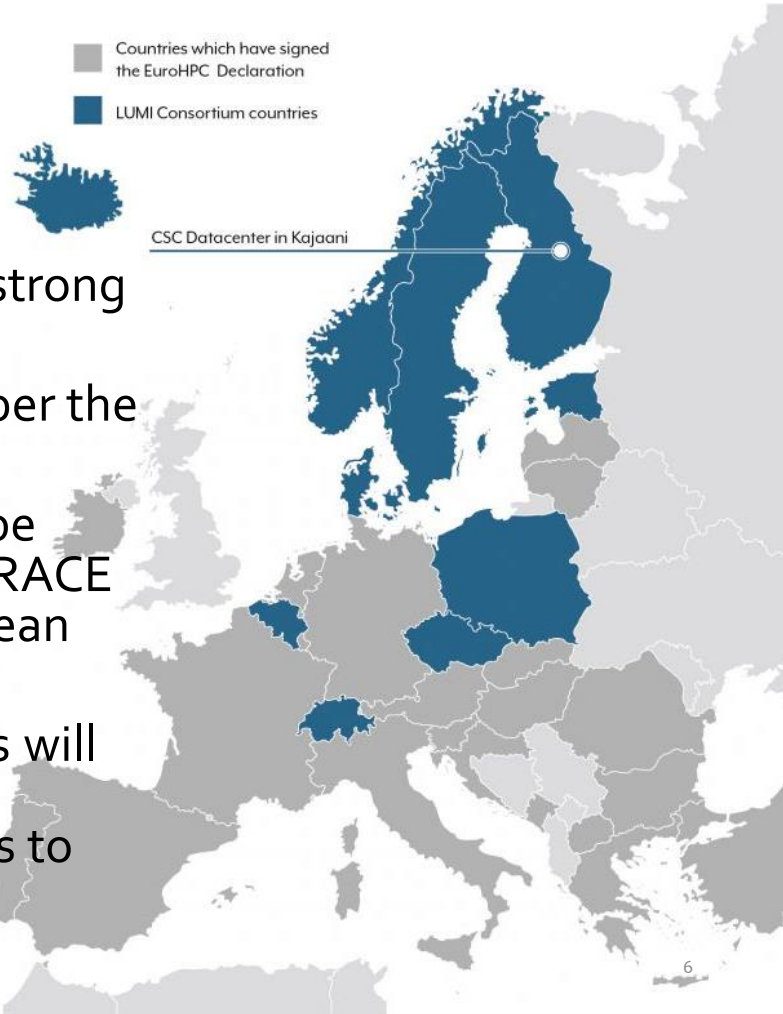 Countries which have signed
the EuroHPC Declaration
LUMI Consortium countries
CSC Datacenter in Kajaani
strong
per the
be
RACE
ean
s will
s to
6